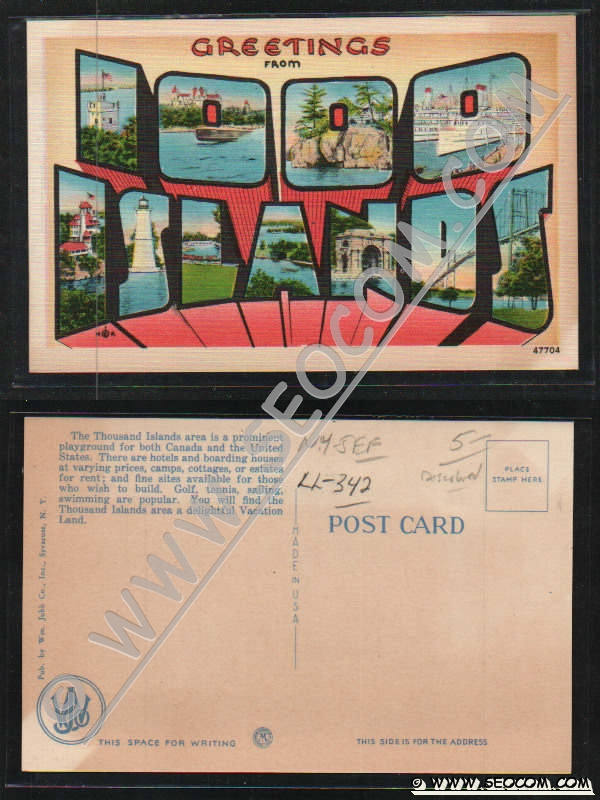 GREETINGS
FROM
1000
ISLANDS
47704
WWW.SEOCOM.COM
The Thousand Islands area is a prominent
playground for both Canada and the United
States. There are hotels and boarding houses
at varying prices, camps, cottages, or estates
for rent; and fine sites available for those
who wish to build. Golf, tennis, sailing,
swimming are popular. You will find the
Thousand Islands area a delightful Vacation
Land.
Pub. by Wm. Jubb Co., Inc., Syracuse, N. Y.
MADE IN USA
NY-JEF
LL-342
5-
PLACE
STAMP HERE
POST CARD
THIS SPACE FOR WRITING
THIS SIDE IS FOR THE ADDRESS
© WWW.SEOCOM.COM